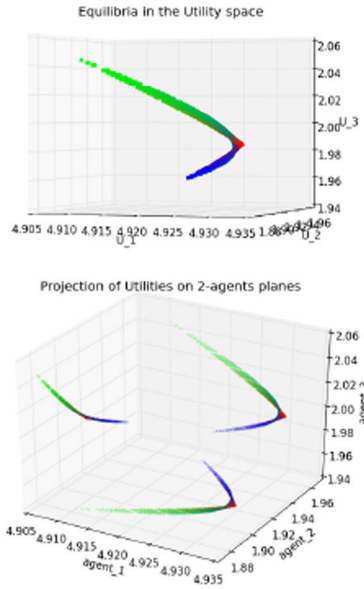 Equilibria in the Utility space
2.06
2.04
2.02
2.00
U_3
1.98
1.96
1.94
4.905 4.910 4.915 4.920 4.925 4.930 4.935
U_1
U_2
Projection of Utilities on 2-agents planes
2.06
2.04
2.02
2.00
1.98
1.96
1.94
4.905 4.910 4.915 4.920 4.925 4.930 4.935
agent_1
1.88 1.90 1.92 1.94 1.96
agent_2